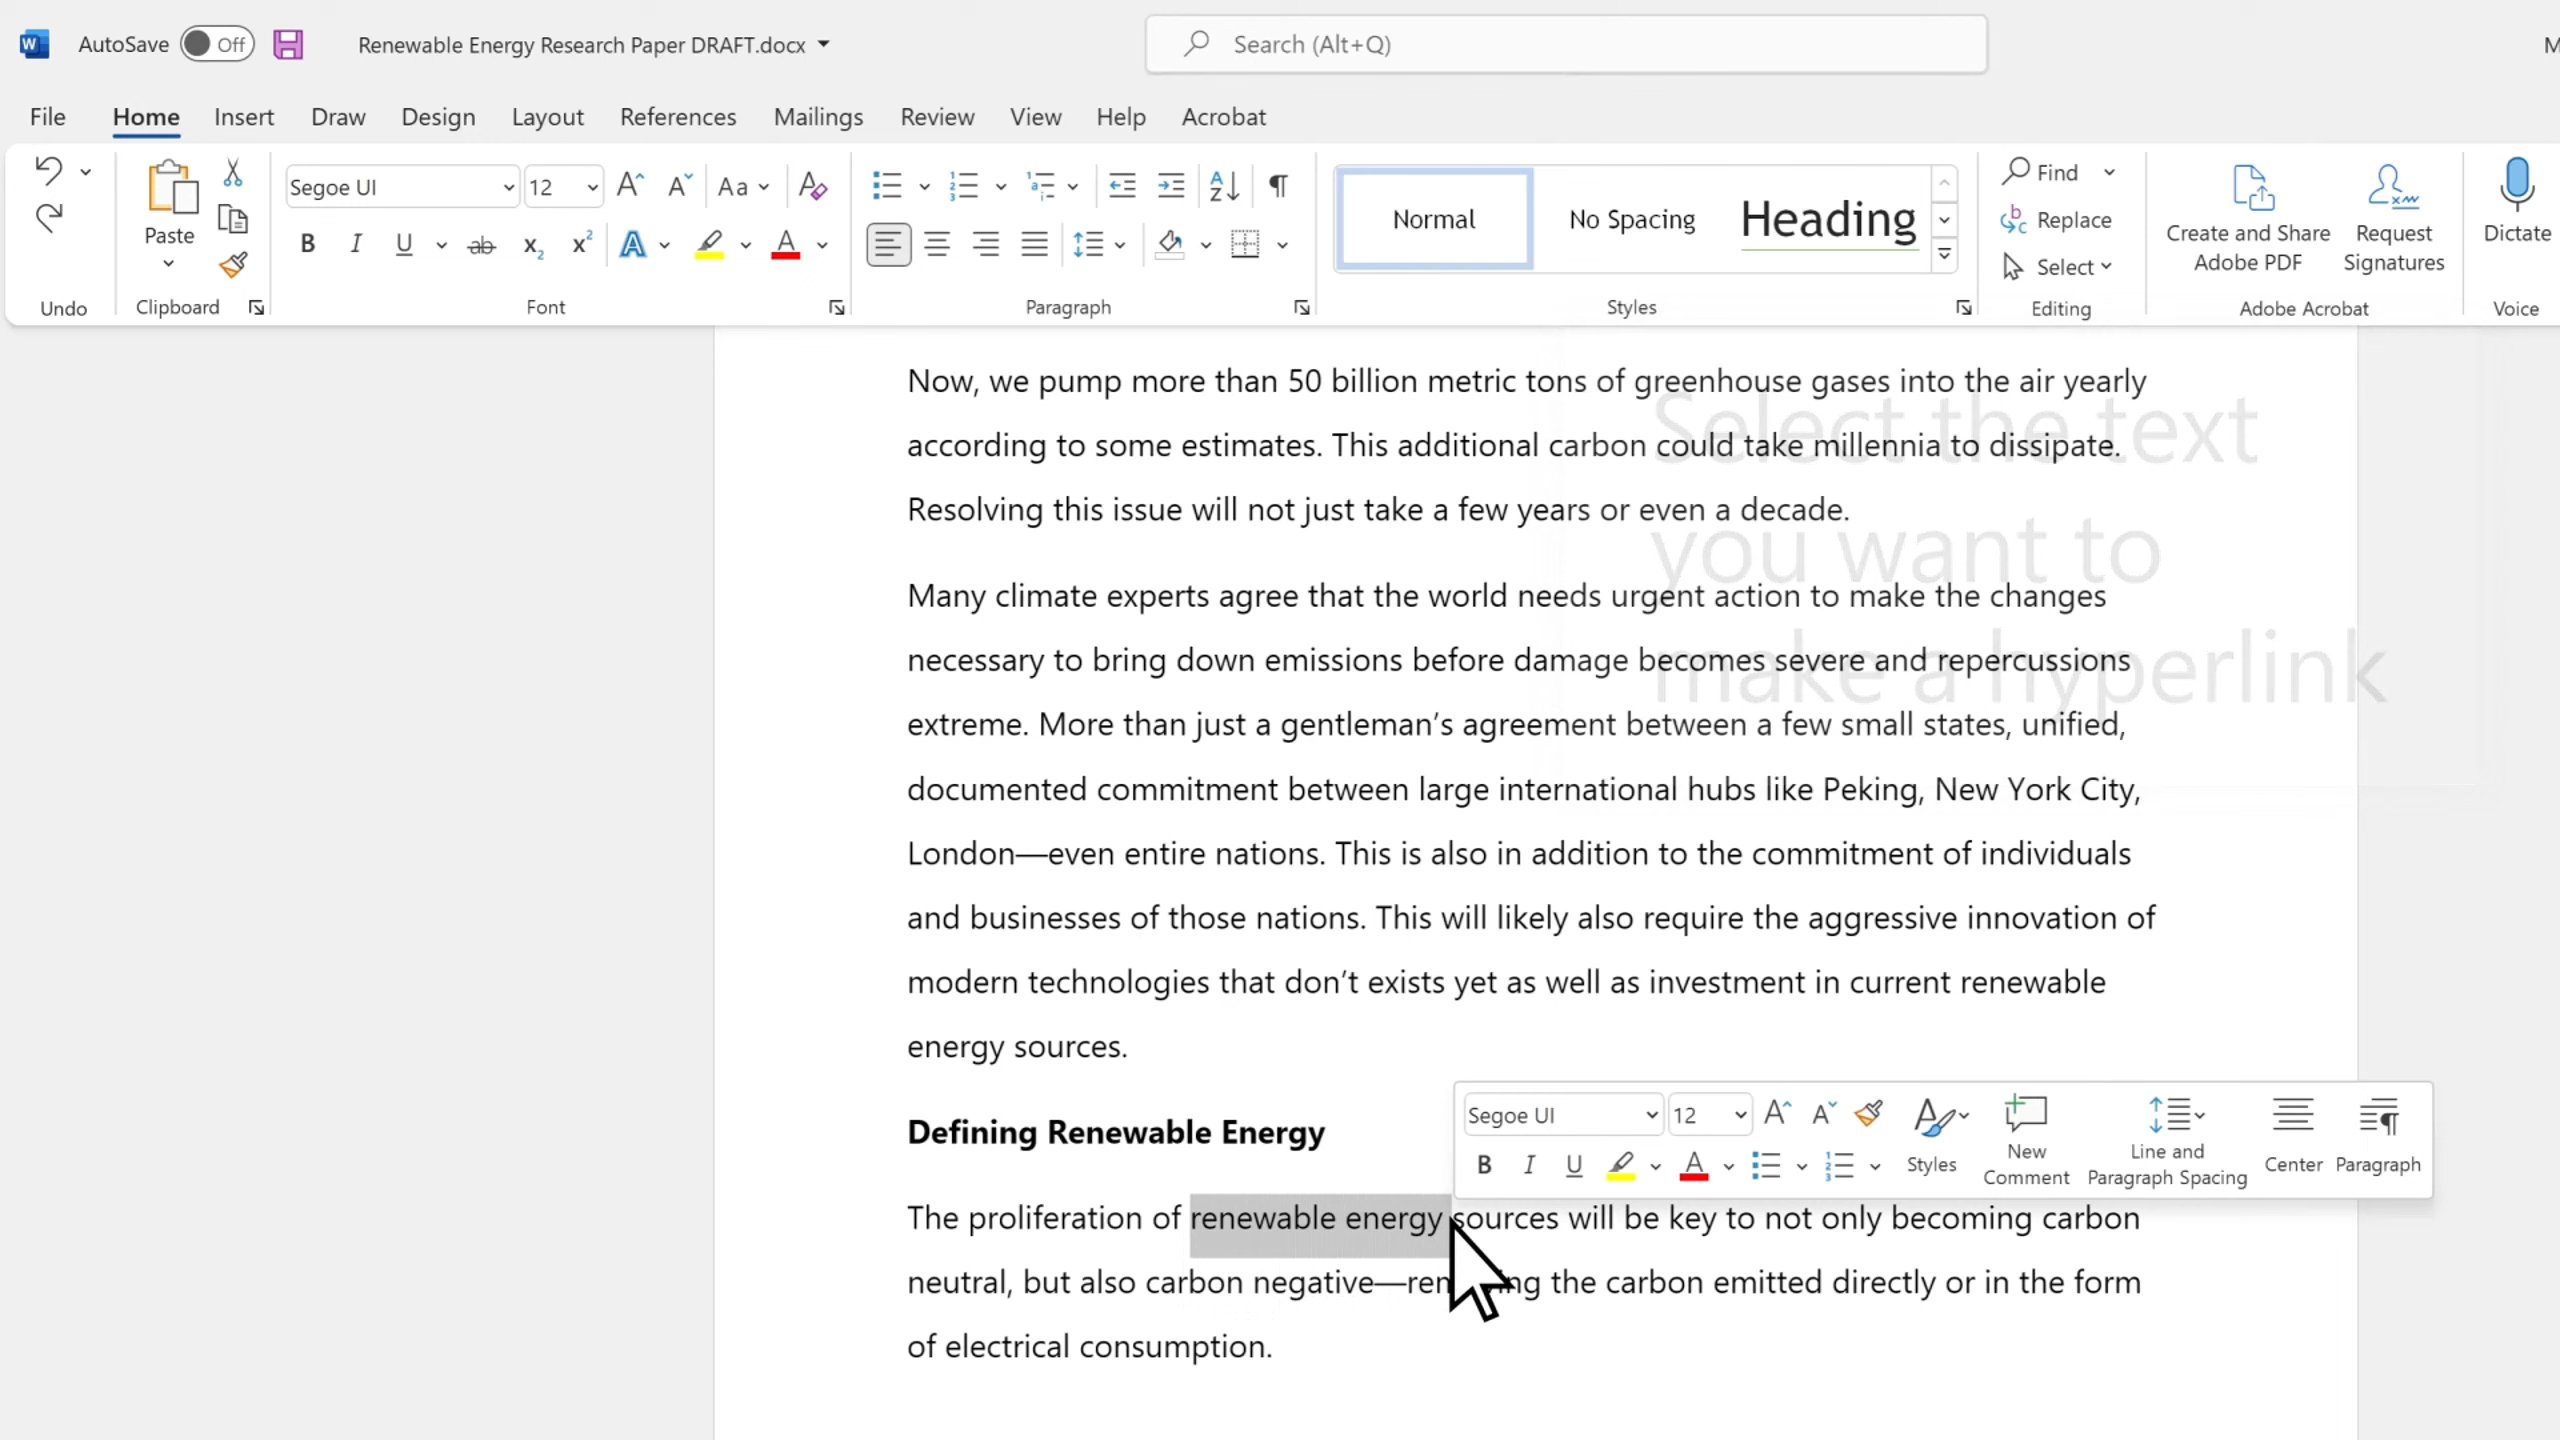 AutoSave Off Renewable Energy Research Paper DRAFT.docx Search (Alt+Q) M
File Home Insert Draw Design Layout References Mailings Review View Help Acrobat
Segoe UI 12 Aa Normal No Spacing Heading Find
Paste Replace Create and Share Request Dictate
Select Adobe PDF Signatures
Undo Clipboard Font Paragraph Styles Editing Adobe Acrobat Voice
Now, we pump more than 50 billion metric tons of greenhouse gases into the air yearly
according to some estimates. This additional carbon could take millennia to dissipate.
Resolving this issue will not just take a few years or even a decade.
Select the text
you want to
make a hyperlink
Many climate experts agree that the world needs urgent action to make the changes
necessary to bring down emissions before damage becomes severe and repercussions
extreme. More than just a gentleman’s agreement between a few small states, unified,
documented commitment between large international hubs like Peking, New York City,
London—even entire nations. This is also in addition to the commitment of individuals
and businesses of those nations. This will likely also require the aggressive innovation of
modern technologies that don’t exists yet as well as investment in current renewable
energy sources.
Defining Renewable Energy
Segoe UI 12
B I U A Styles New Comment Line and Paragraph Spacing Center Paragraph
The proliferation of renewable energy sources will be key to not only becoming carbon
neutral, but also carbon negative— the carbon emitted directly or in the form
of electrical consumption.